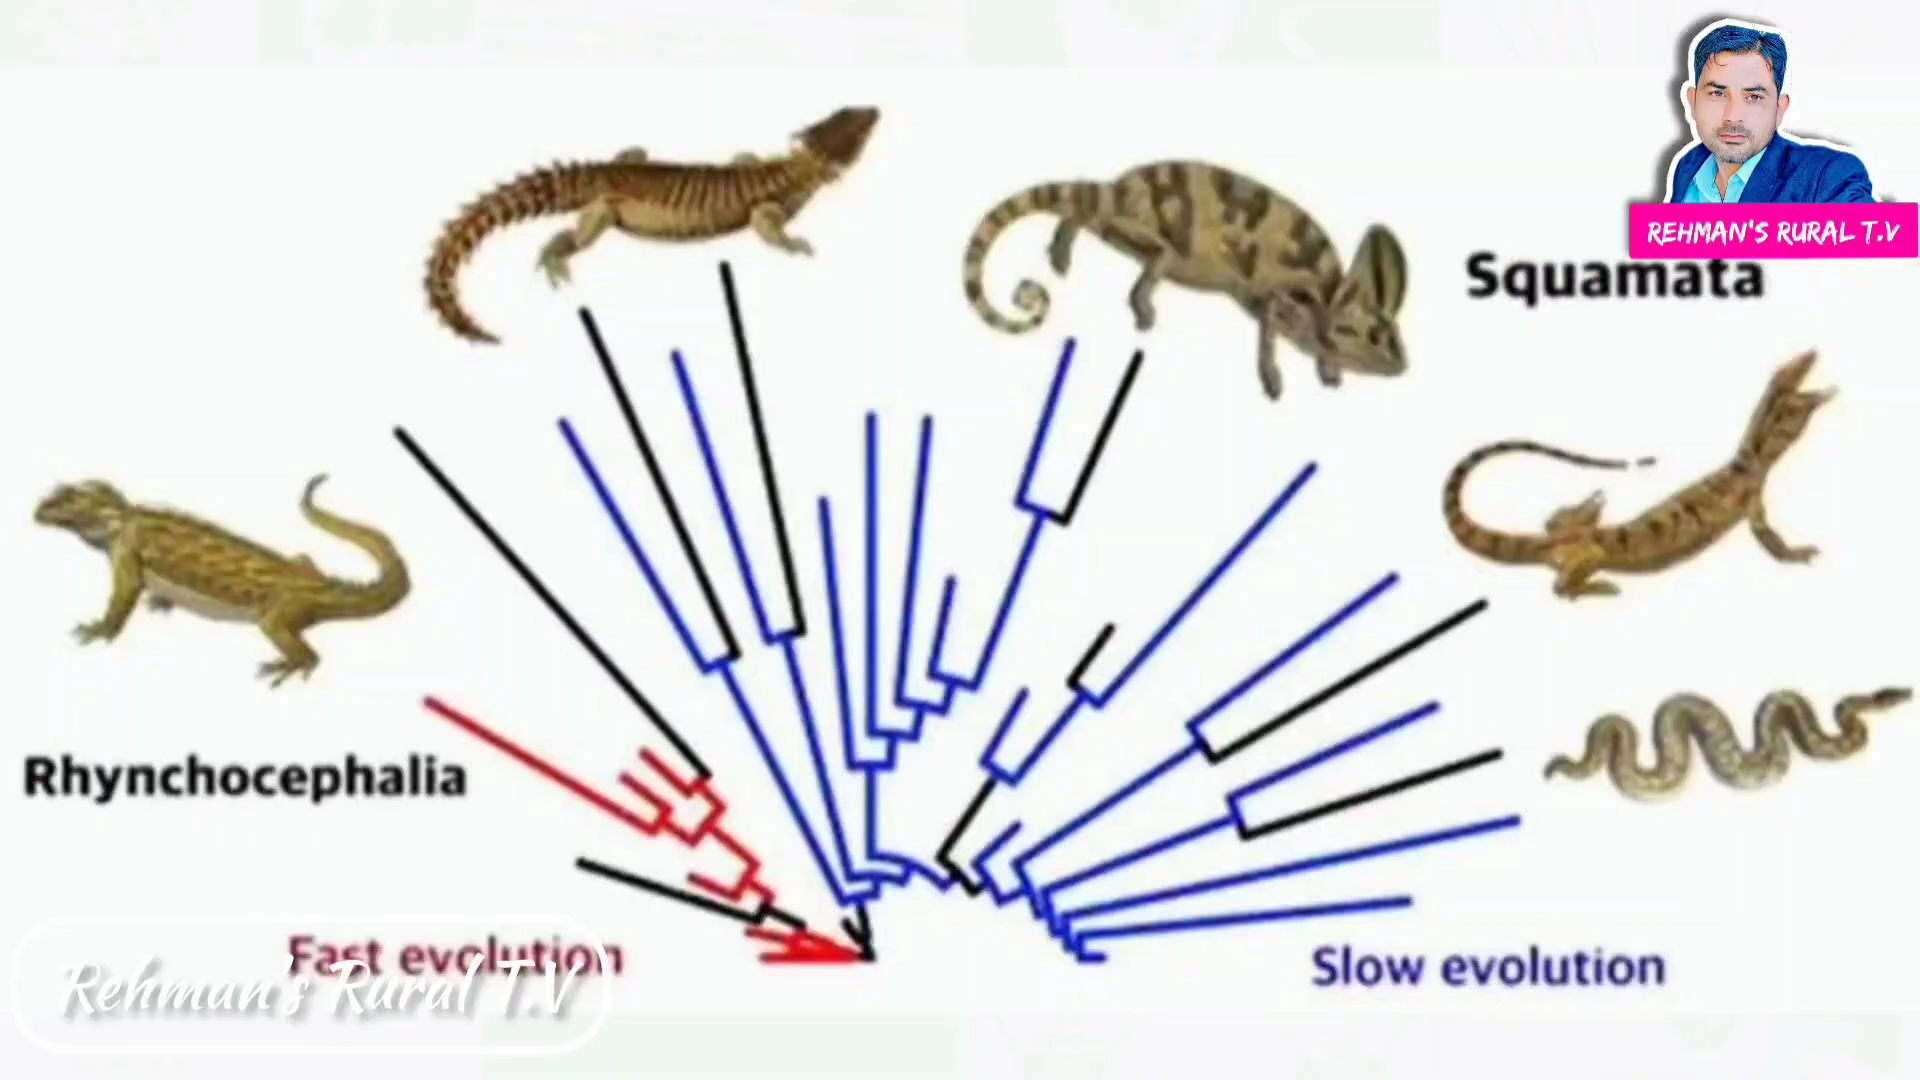 REHMAN'S RURAL T.V
Squamata
Rhynchocephalia
Fast evolution
Rehman's Rural T.V
Slow evolution